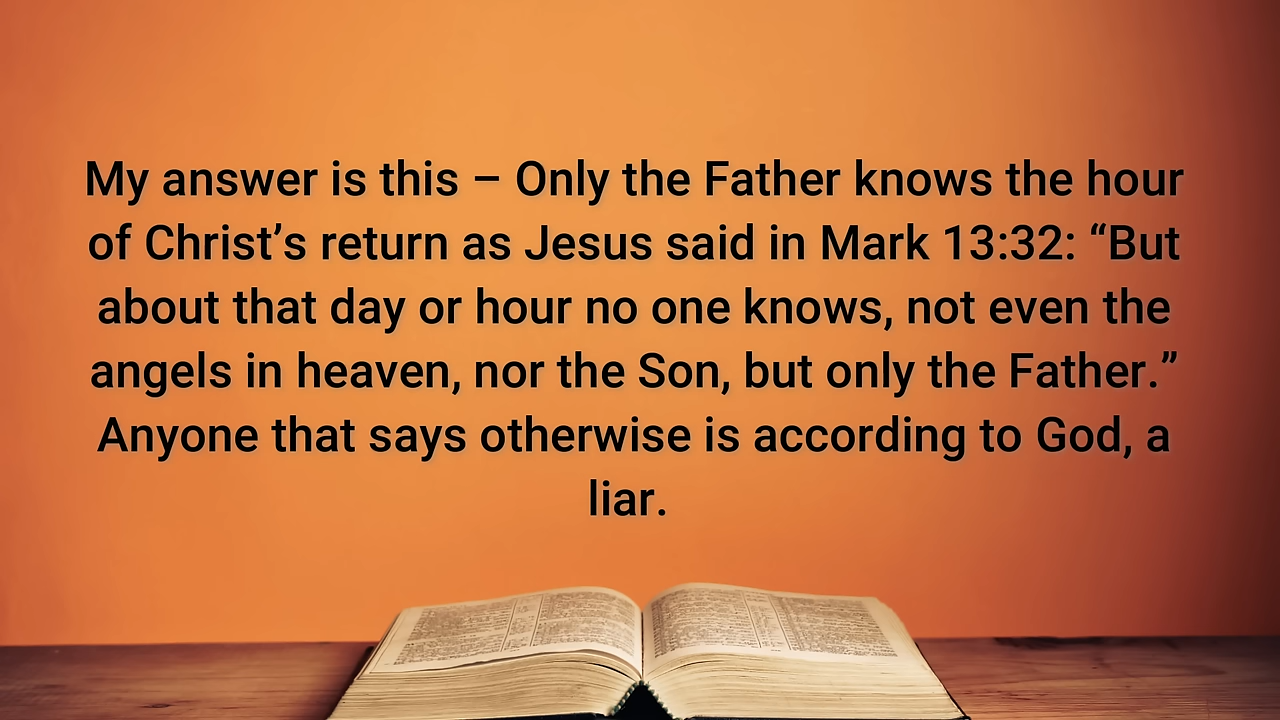 My answer is this – Only the Father knows the hour
of Christ’s return as Jesus said in Mark 13:32: “But
about that day or hour no one knows, not even the
angels in heaven, nor the Son, but only the Father.”
Anyone that says otherwise is according to God, a
liar.